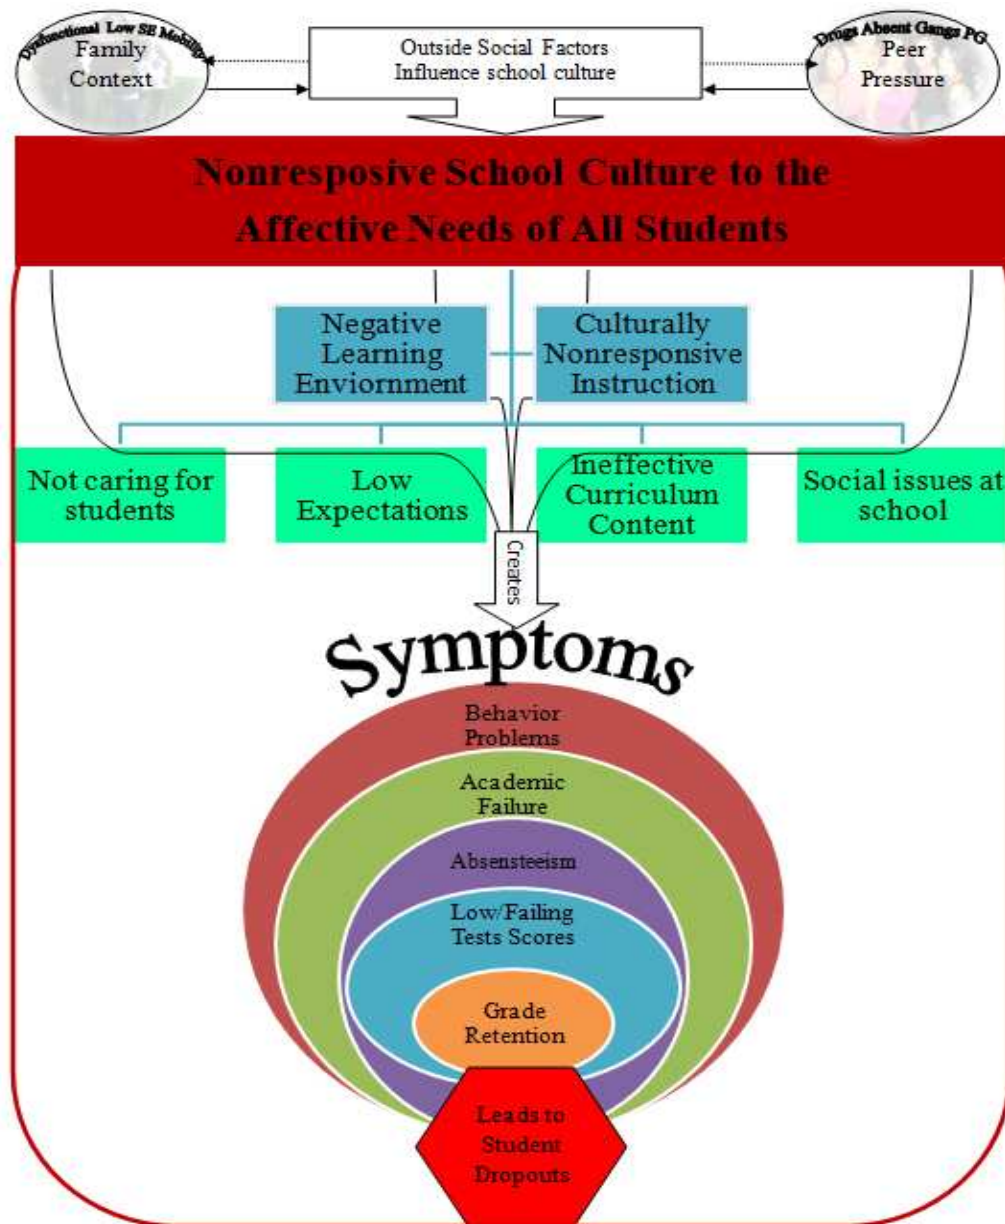 Dysfunctional Low SE Mobility
Family
Context
Outside Social Factors
Influence school culture
Drugs Absent Gangs PG
Peer
Pressure
Nonresposive School Culture to the
Affective Needs of All Students
Negative
Learning
Enviornment
Culturally
Nonresponsive
Instruction
Not caring for
students
Low
Expectations
Ineffective
Curriculum
Content
Social issues at
school
Creates
Symptoms
Behavior
Problems
Academic
Failure
Absensteeism
Low/Failing
Tests Scores
Grade
Retention
Leads to
Student
Dropouts